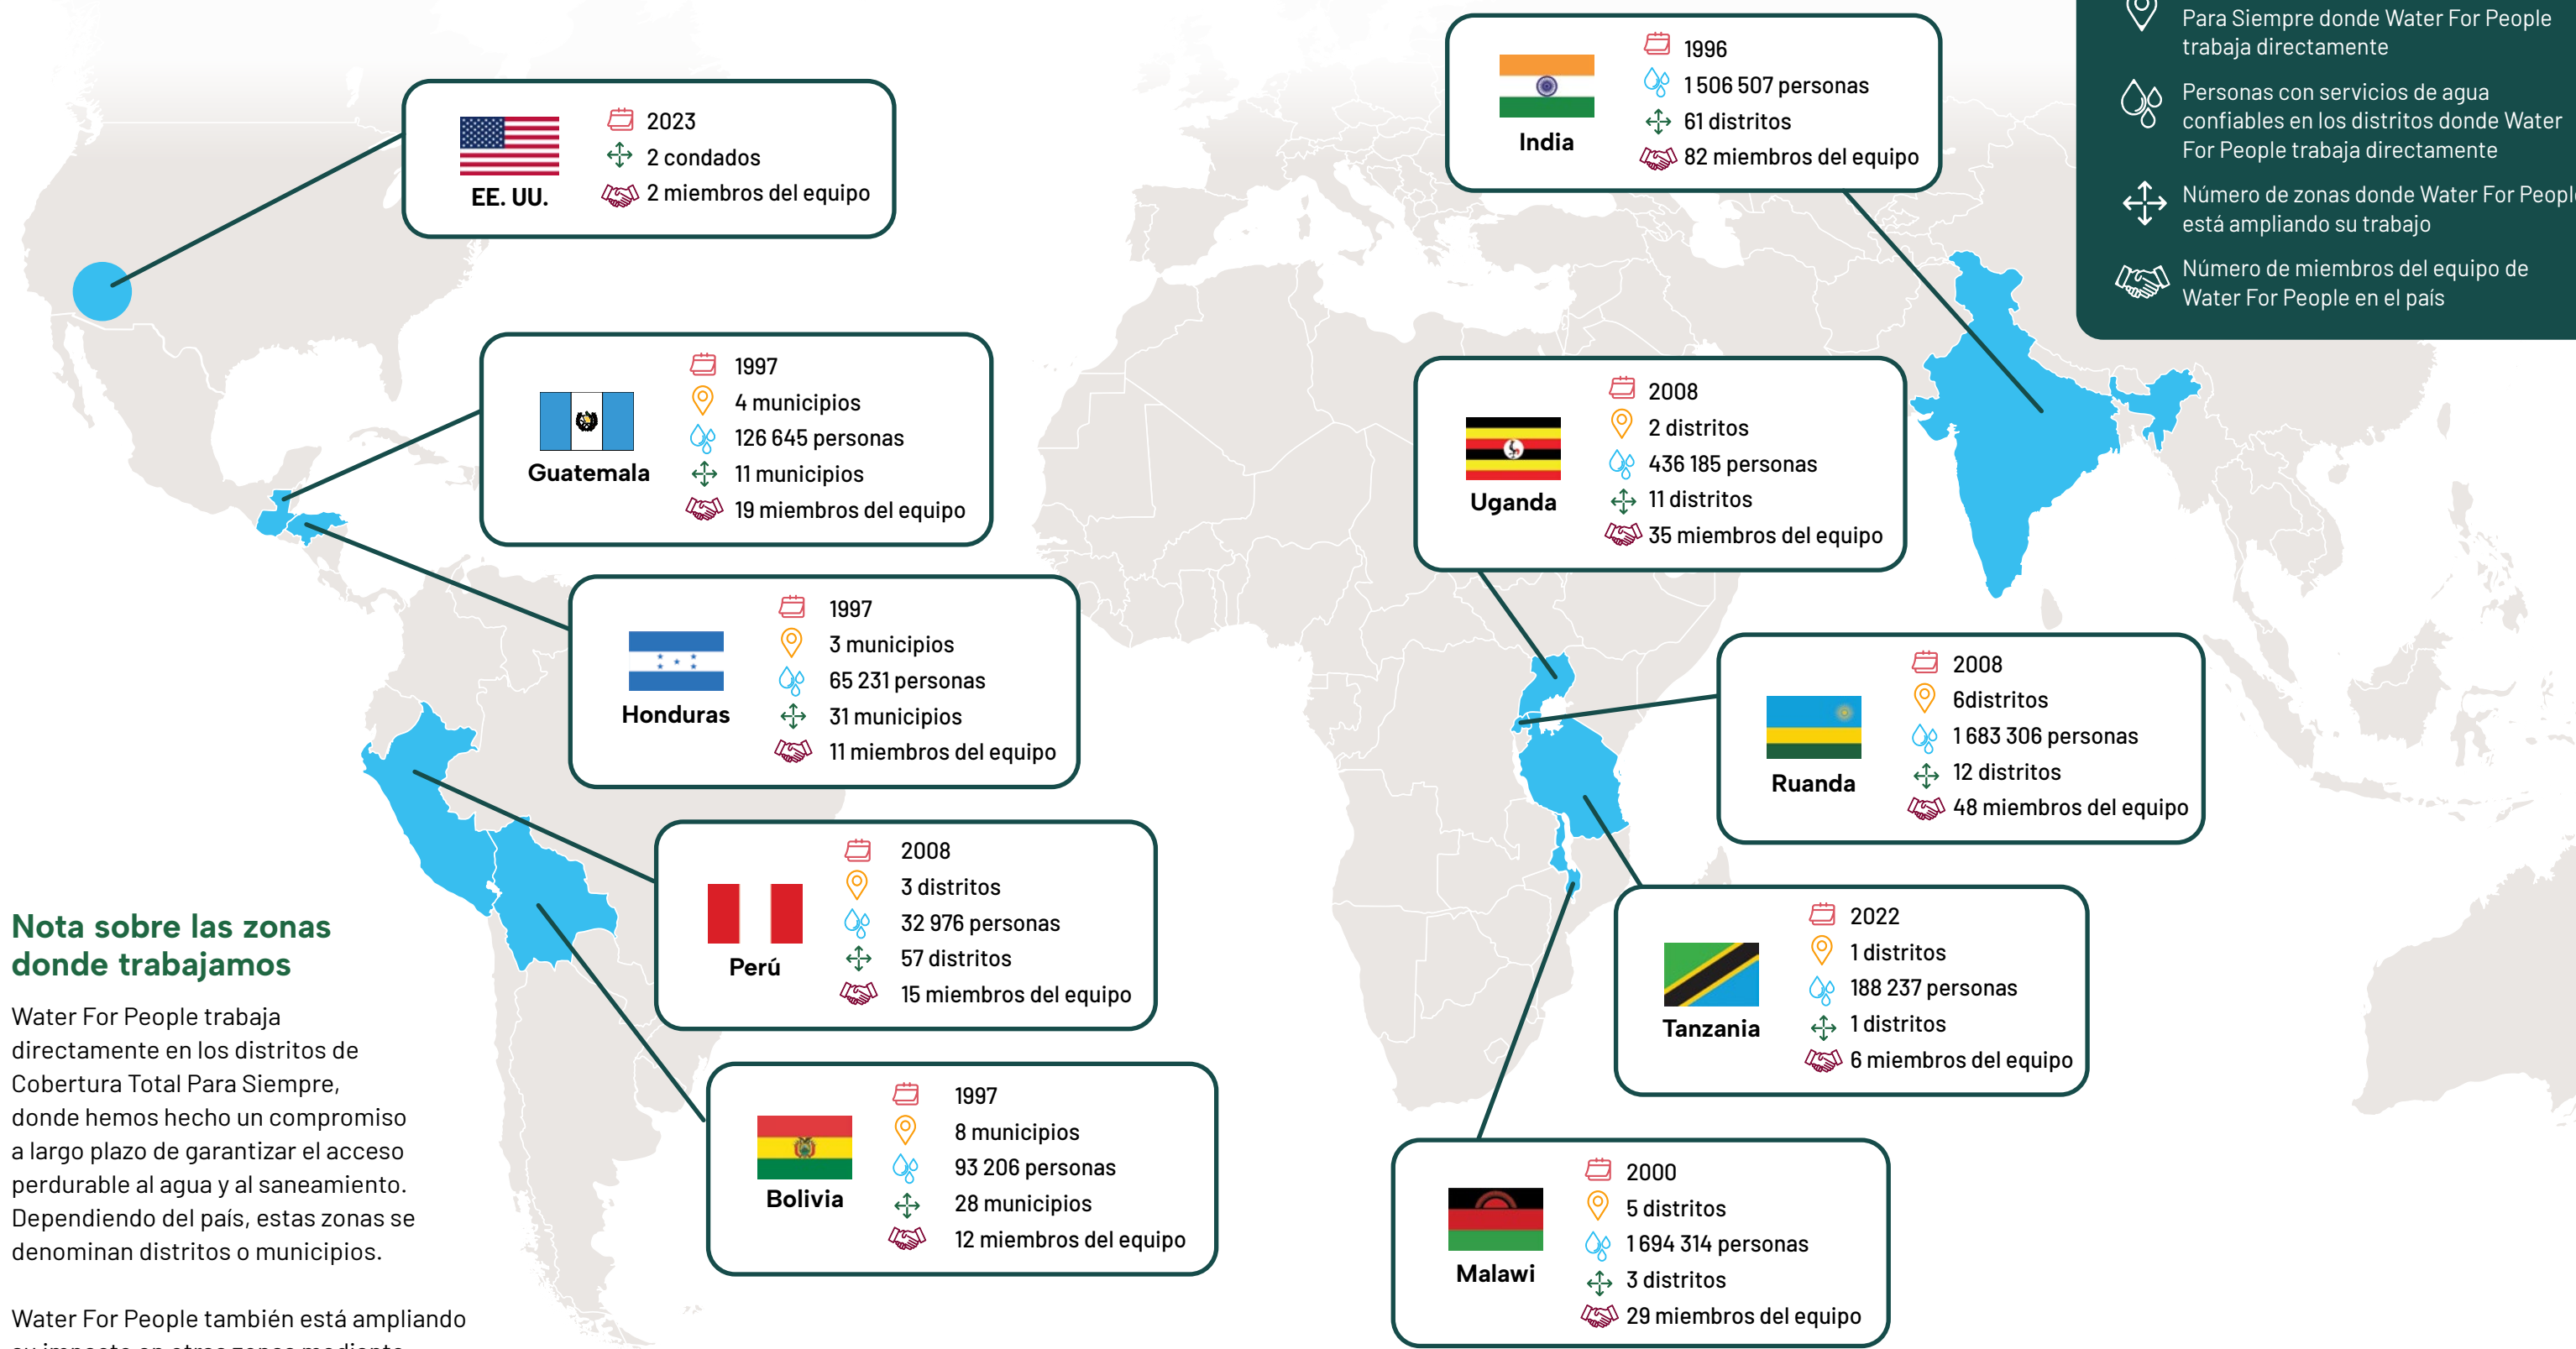 Para Siempre donde Water For People
trabaja directamente
Personas con servicios de agua
confiables en los distritos donde Water
For People trabaja directamente
Número de zonas donde Water For People
está ampliando su trabajo
Número de miembros del equipo de
Water For People en el país
EE. UU.
2023
2 condados
2 miembros del equipo
Guatemala
1997
4 municipios
126 645 personas
11 municipios
19 miembros del equipo
Honduras
1997
3 municipios
65 231 personas
31 municipios
11 miembros del equipo
Perú
2008
3 distritos
32 976 personas
57 distritos
15 miembros del equipo
Bolivia
1997
8 municipios
93 206 personas
28 municipios
12 miembros del equipo
India
1996
1 506 507 personas
61 distritos
82 miembros del equipo
Uganda
2008
2 distritos
436 185 personas
11 distritos
35 miembros del equipo
Ruanda
2008
6distritos
1 683 306 personas
12 distritos
48 miembros del equipo
Tanzania
2022
1 distritos
188 237 personas
1 distritos
6 miembros del equipo
Malawi
2000
5 distritos
1 694 314 personas
3 distritos
29 miembros del equipo
Nota sobre las zonas
donde trabajamos
Water For People trabaja
directamente en los distritos de
Cobertura Total Para Siempre,
donde hemos hecho un compromiso
a largo plazo de garantizar el acceso
perdurable al agua y al saneamiento.
Dependiendo del país, estas zonas se
denominan distritos o municipios.
Water For People también está ampliando
su impacto en otras zonas mediante